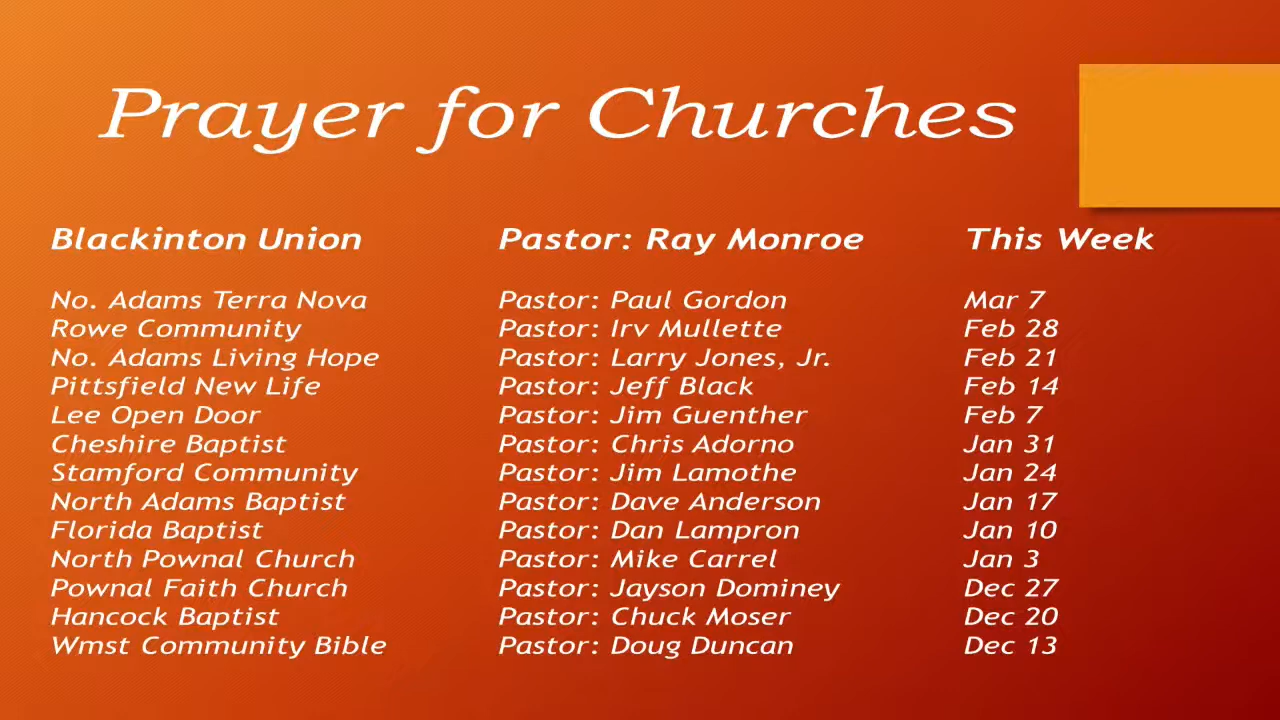 Prayer for Churches
Blackinton Union Pastor: Ray Monroe This Week
No. Adams Terra Nova Pastor: Paul Gordon Mar 7
Rowe Community Pastor: Irv Mullette Feb 28
No. Adams Living Hope Pastor: Larry Jones, Jr. Feb 21
Pittsfield New Life Pastor: Jeff Black Feb 14
Lee Open Door Pastor: Jim Guenther Feb 7
Cheshire Baptist Pastor: Chris Adorno Jan 31
Stamford Community Pastor: Jim Lamothe Jan 24
North Adams Baptist Pastor: Dave Anderson Jan 17
Florida Baptist Pastor: Dan Lampron Jan 10
North Pownal Church Pastor: Mike Carrel Jan 3
Pownal Faith Church Pastor: Jayson Dominey Dec 27
Hancock Baptist Pastor: Chuck Moser Dec 20
Wmst Community Bible Pastor: Doug Duncan Dec 13